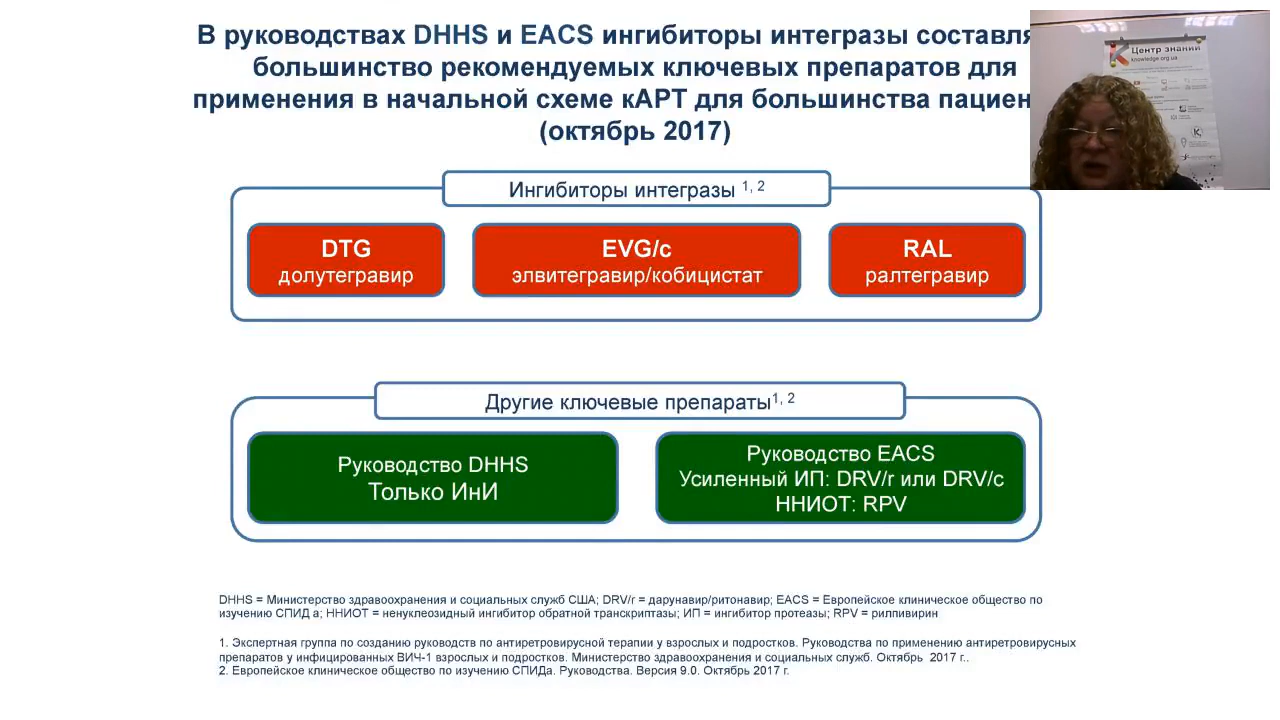 В руководствах DHHS и EACS ингибиторы интегразы составля
большинство рекомендуемых ключевых препаратов для
применения в начальной схеме кАРТ для большинства пациен
(октябрь 2017)
Центр знаний
knowledge.org.ua
Ингибиторы интегразы 1, 2
DTG
долутегравир
EVG/c
элвитегравир/кобицистат
RAL
ралтегравир
Другие ключевые препараты1, 2
Руководство DHHS
Только ИнИ
Руководство EACS
Усиленный ИП: DRV/r или DRV/c
ННИОТ: RPV
DHHS = Министерство здравоохранения и социальных служб США; DRV/r = дарунавир/ритонавир; EACS = Европейское клиническое общество по
изучению СПИД а; ННИОТ = ненуклеозидный ингибитор обратной транскриптазы; ИП = ингибитор протеазы; RPV = рилпивирин
1. Экспертная группа по созданию руководств по антиретровирусной терапии у взрослых и подростков. Руководства по применению антиретровирусных
препаратов у инфицированных ВИЧ-1 взрослых и подростков. Министерство здравоохранения и социальных служб. Октябрь 2017 г..
2. Европейское клиническое общество по изучению СПИДа. Руководства. Версия 9.0. Октябрь 2017 г.